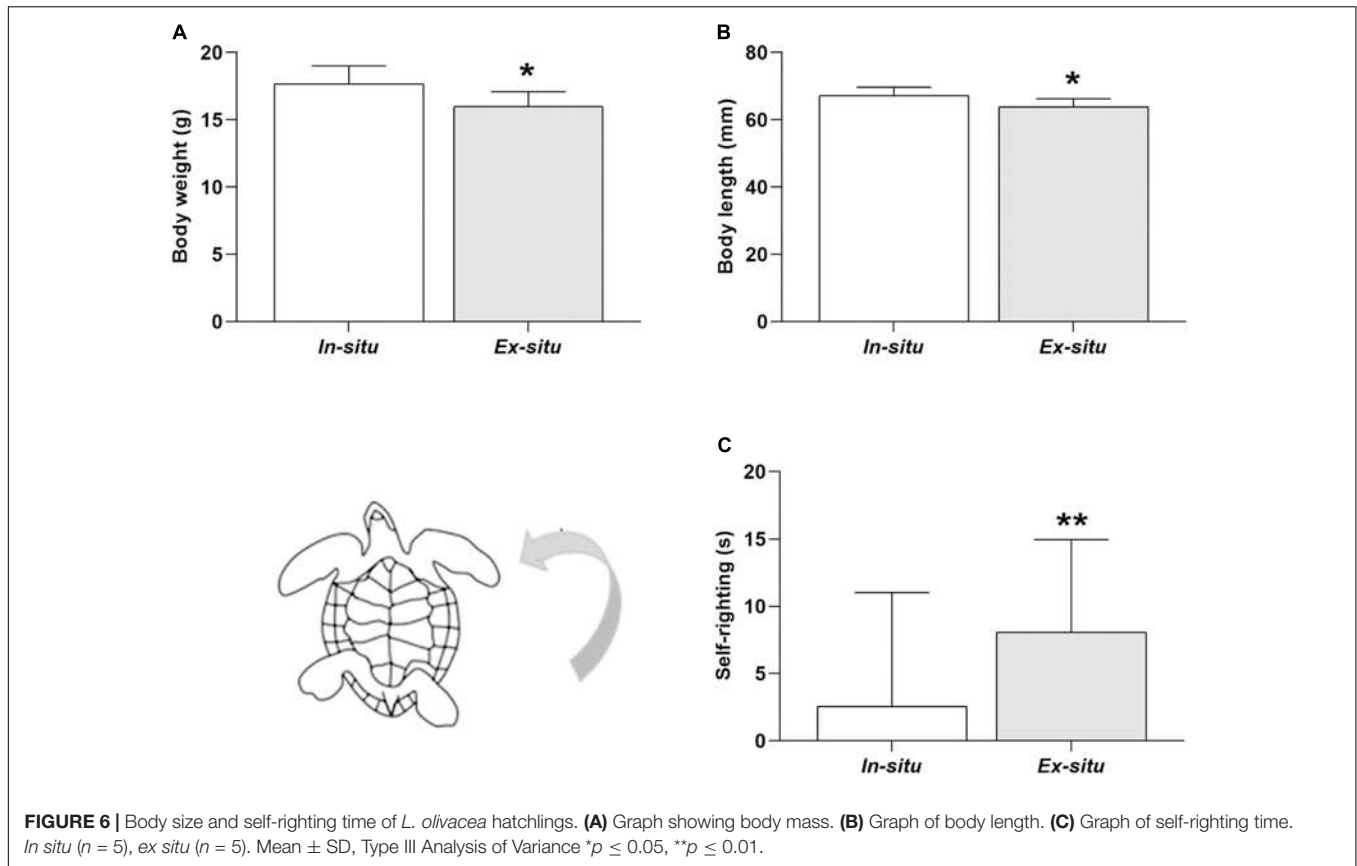 A
20
15
10
5
0
Body weight (g)
*
In-situ
Ex-situ
B
80
60
40
20
0
Body length (mm)
*
In-situ
Ex-situ
C
20
15
10
5
0
Self-righting (s)
**
In-situ
Ex-situ
FIGURE 6 | Body size and self-righting time of L. olivacea hatchlings. (A) Graph showing body mass. (B) Graph of body length. (C) Graph of self-righting time.
In situ (n = 5), ex situ (n = 5). Mean ± SD, Type III Analysis of Variance *p ≤ 0.05, **p ≤ 0.01.